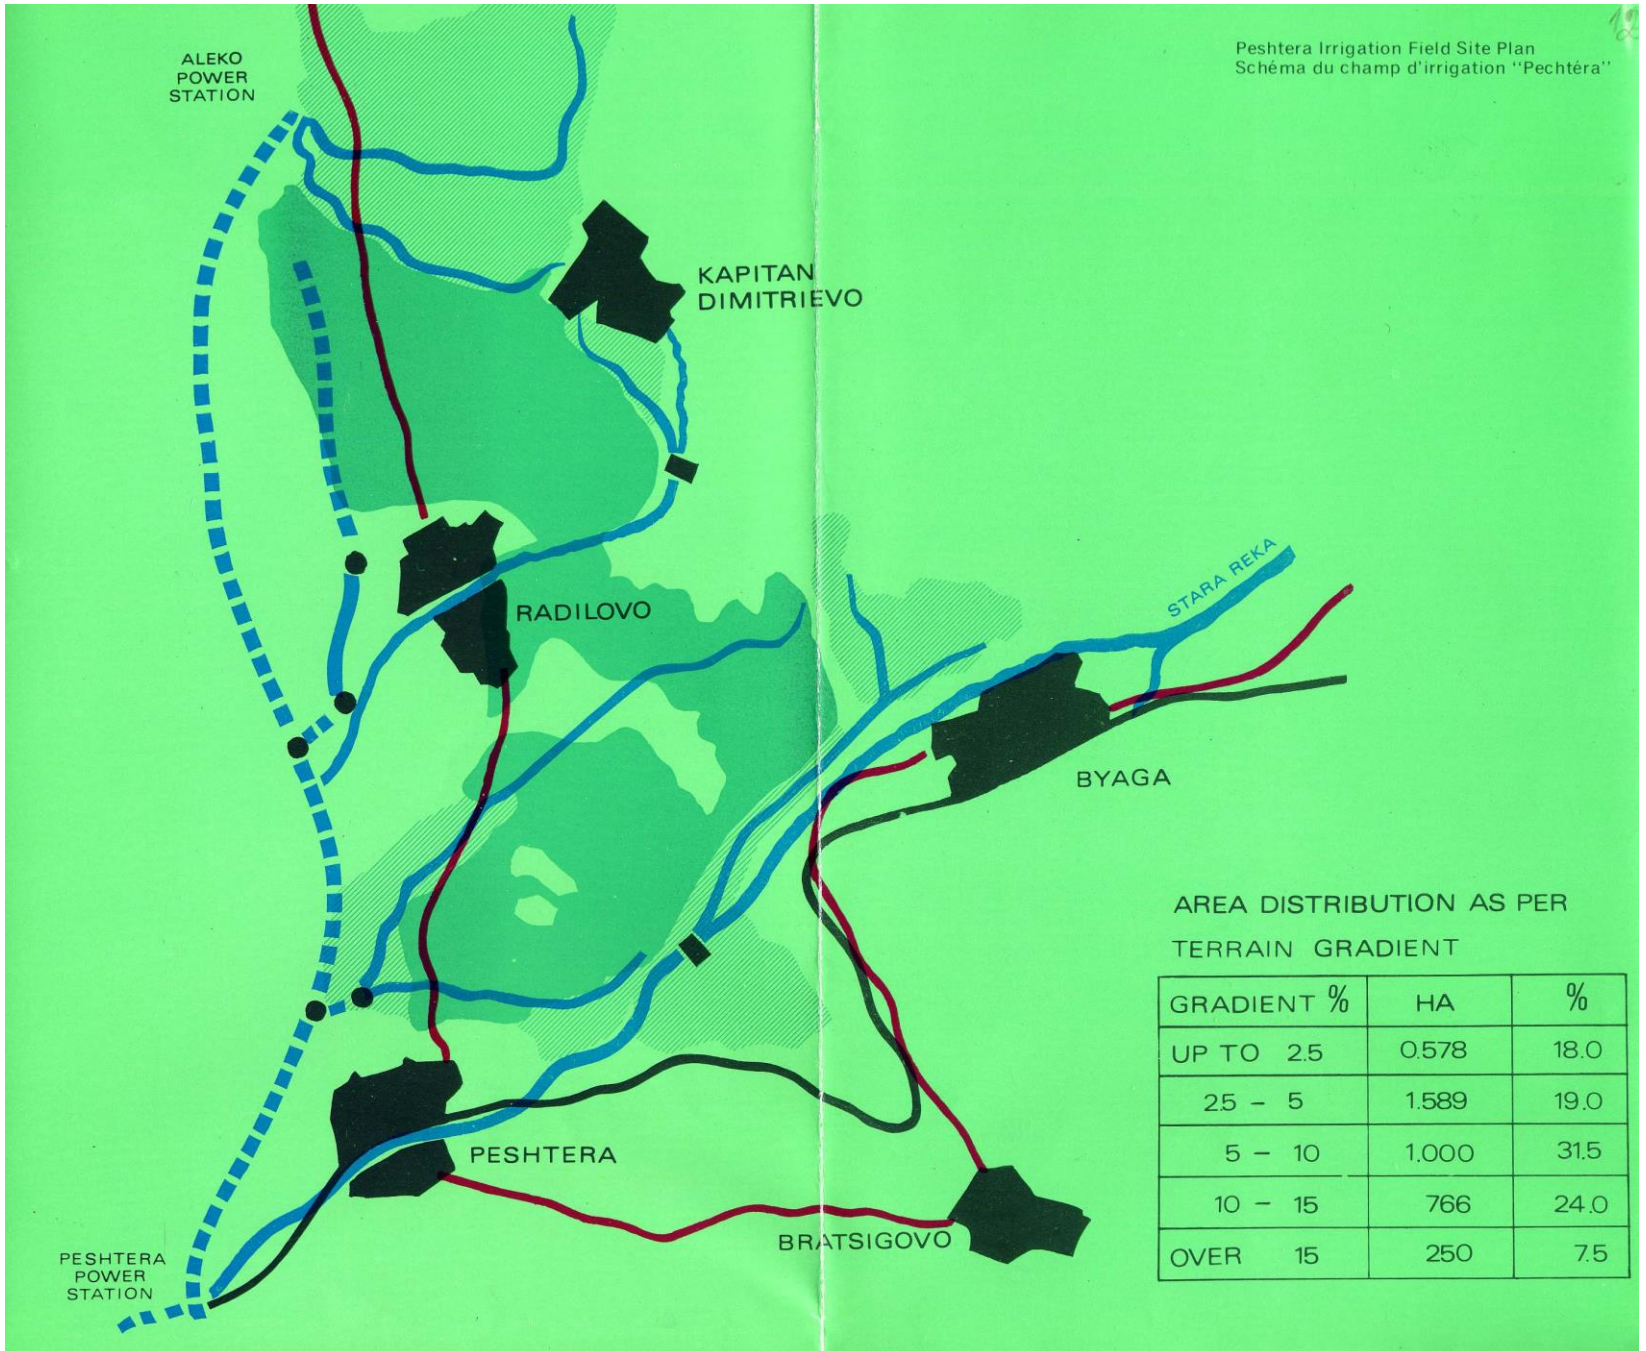 12
Peshtera Irrigation Field Site Plan
Schéma du champ d'irrigation "Pechtéra"
ALEKO
POWER
STATION
KAPITAN
DIMITRIEVO
STARA REKA
RADILOVO
BYAGA
AREA DISTRIBUTION AS PER
TERRAIN GRADIENT
GRADIENT % HA %
UP TO 2.5 0.578 18.0
25 – 5 1.589 19.0
5 – 10 1.000 31.5
10 – 15 766 24.0
OVER 15 250 7.5
PESHTERA
BRATSIGOVO
PESHTERA
POWER
STATION